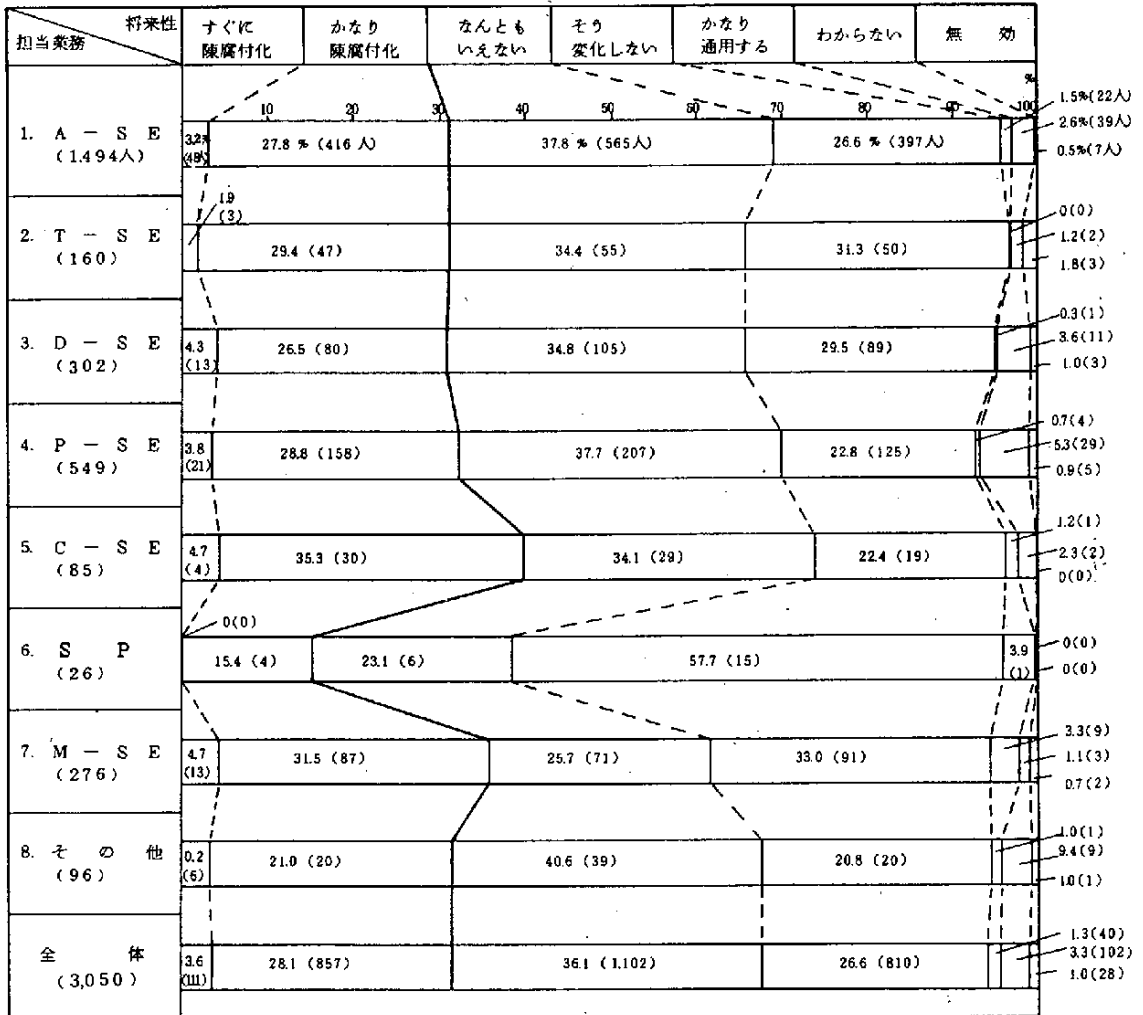 将来性
担当業務
すぐに
陳腐付化
かなり
陳腐付化
なんとも
いえない
そう
変化しない
かなり
通用する
わからない
無 効
%
10 20 30 40 50 60 70 80 90 100
1. A － S E
(1,494人)
3.2%
(48人)
27.8 % (416 人)
37.8 % (565人)
26.6 % (397人)
1.5%(22人)
2.6%(39人)
0.5%(7人)
2. T － S E
(160)
1.9
(3)
29.4 (47)
34.4 (55)
31.3 (50)
0(0)
1.2(2)
1.8(3)
3. D － S E
(302)
4.3
(13)
26.5 (80)
34.8 (105)
29.5 (89)
0.3(1)
3.6(11)
1.0(3)
4. P － S E
(549)
3.8
(21)
28.8 (158)
37.7 (207)
22.8 (125)
0.7(4)
5.3(29)
0.9(5)
5. C － S E
(85)
4.7
(4)
35.3 (30)
34.1 (29)
22.4 (19)
1.2(1)
2.3(2)
0(0)
6. S P
(26)
0(0)
15.4 (4)
23.1 (6)
57.7 (15)
3.9
(1)
0(0)
0(0)
7. M － S E
(276)
4.7
(13)
31.5 (87)
25.7 (71)
33.0 (91)
3.3(9)
1.1(3)
0.7(2)
8. そ の 他
(96)
0.2
(6)
21.0 (20)
40.6 (39)
20.8 (20)
1.0(1)
9.4(9)
1.0(1)
全 体
(3,050)
3.6
(111)
28.1 (857)
36.1 (1,102)
26.6 (810)
1.3(40)
3.3(102)
1.0(28)